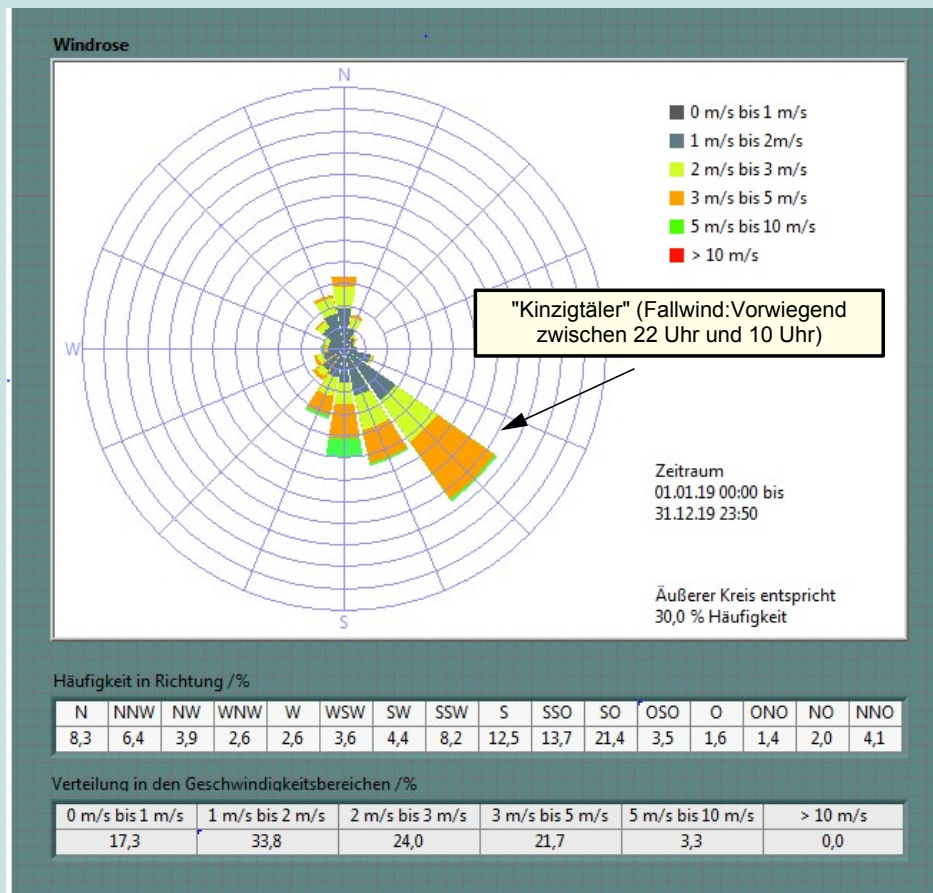 Windrose
N
0 m/s bis 1 m/s
1 m/s bis 2m/s
2 m/s bis 3 m/s
3 m/s bis 5 m/s
5 m/s bis 10 m/s
> 10 m/s
"Kinzigtäler" (Fallwind:Vorwiegend
zwischen 22 Uhr und 10 Uhr)
W
Zeitraum
01.01.19 00:00 bis
31.12.19 23:50
Äußerer Kreis entspricht
30,0 % Häufigkeit
S
Häufigkeit in Richtung /%
N NNW NW WNW W WSW SW SSW S SSO SO OSO O ONO NO NNO
8,3 6,4 3,9 2,6 2,6 3,6 4,4 8,2 12,5 13,7 21,4 3,5 1,6 1,4 2,0 4,1
Verteilung in den Geschwindigkeitsbereichen /%
0 m/s bis 1 m/s 1 m/s bis 2 m/s 2 m/s bis 3 m/s 3 m/s bis 5 m/s 5 m/s bis 10 m/s > 10 m/s
17,3 33,8 24,0 21,7 3,3 0,0